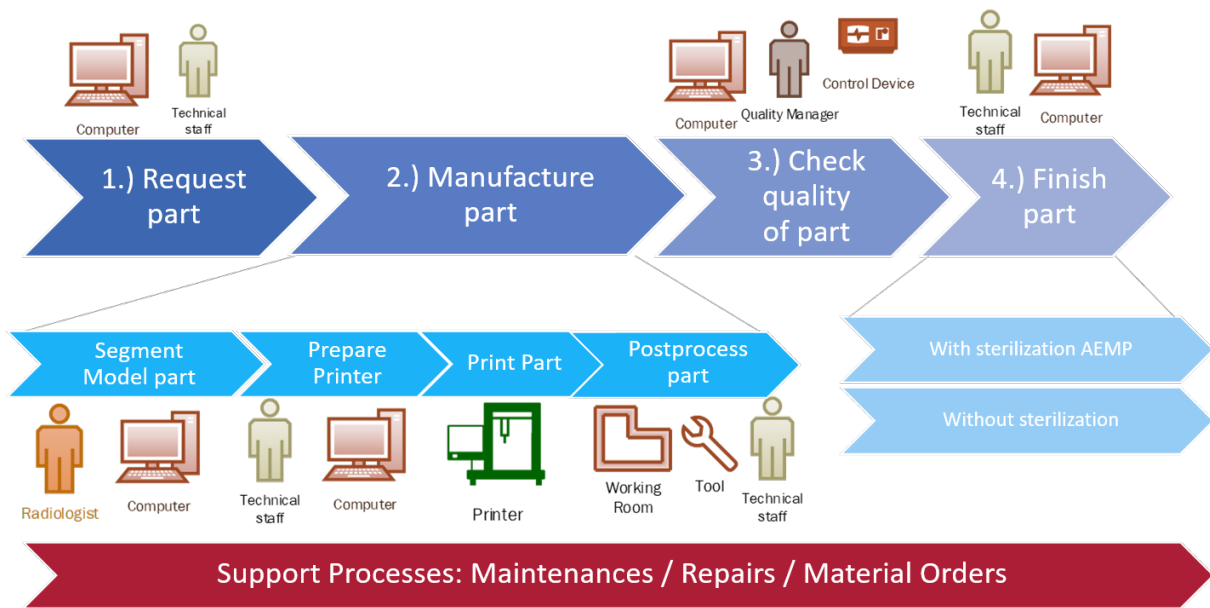 Computer
Technical
staff
Computer
Quality Manager
Control Device
Technical
staff
Computer
1.) Request
part
2.) Manufacture
part
3.) Check
quality
of part
4.) Finish
part
Segment
Model part
Prepare
Printer
Print Part
Postprocess
part
With sterilization AEMP
Without sterilization
Radiologist
Computer
Technical
staff
Computer
Printer
Working
Room
Tool
Technical
staff
Support Processes: Maintenances / Repairs / Material Orders